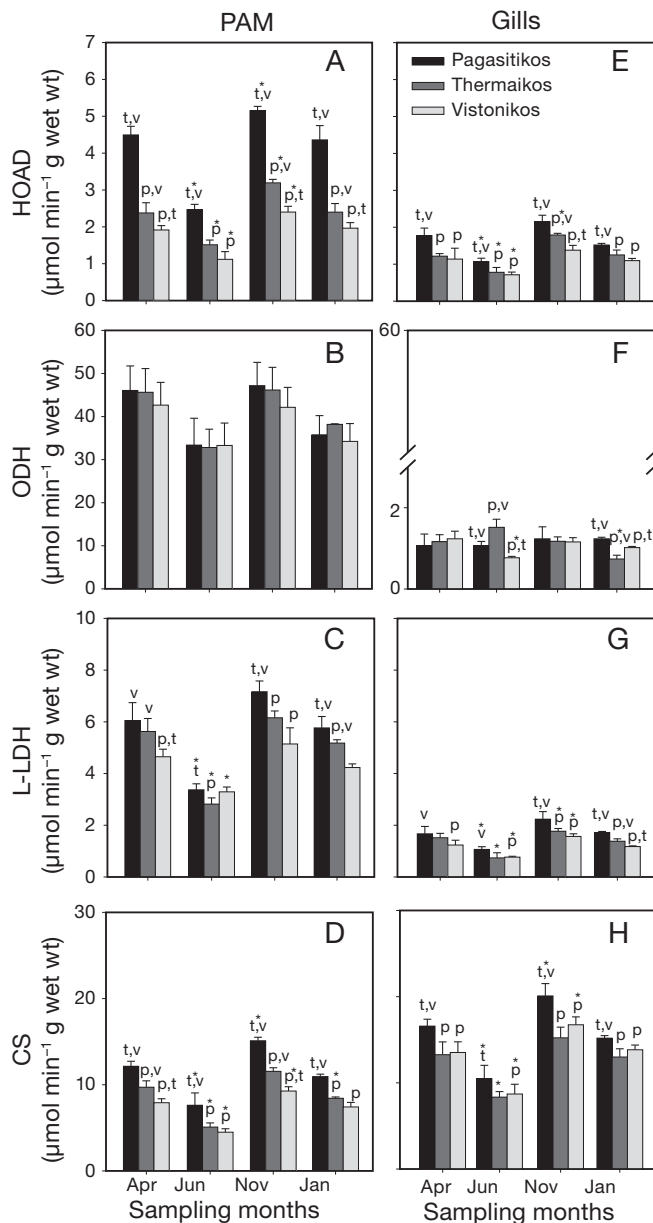 PAM
Gills
HOAD
(μmol min⁻¹ g wet wt)
7
6
5
4
3
2
1
0
A
t,v
p,v
p,t
*
t,v
*
p
*
p
*
t,v
*
p,v
*
p,t
t,v
p,v
p,t
E
Pagasitikos
Thermaikos
Vistonikos
t,v
p
p
*
t,v
*
p
*
p
t,v
*
p,v
p,t
t,v
p
p
ODH
(μmol min⁻¹ g wet wt)
60
50
40
30
20
10
0
B
60
2
0
F
t,v
p,v
*
p,t
t,v
*
p,v
p,t
L-LDH
(μmol min⁻¹ g wet wt)
10
8
6
4
2
0
C
v
v
p,t
*
t
*
p
*
t,v
p
p
t,v
p,v
G
v
p
*
v
*
*
t,v
*
p
*
p
t,v
p,v
p,t
CS
(μmol min⁻¹ g wet wt)
30
20
10
0
D
t,v
p,v
p,t
*
t,v
*
p
*
p
*
t,v
p,v
*
p,t
t,v
*
p
p
H
t,v
p
p
*
t
*
*
p
*
t,v
p
*
p
t,v
p
p
Apr
Jun
Nov
Jan
Sampling months
Apr
Jun
Nov
Jan
Sampling months